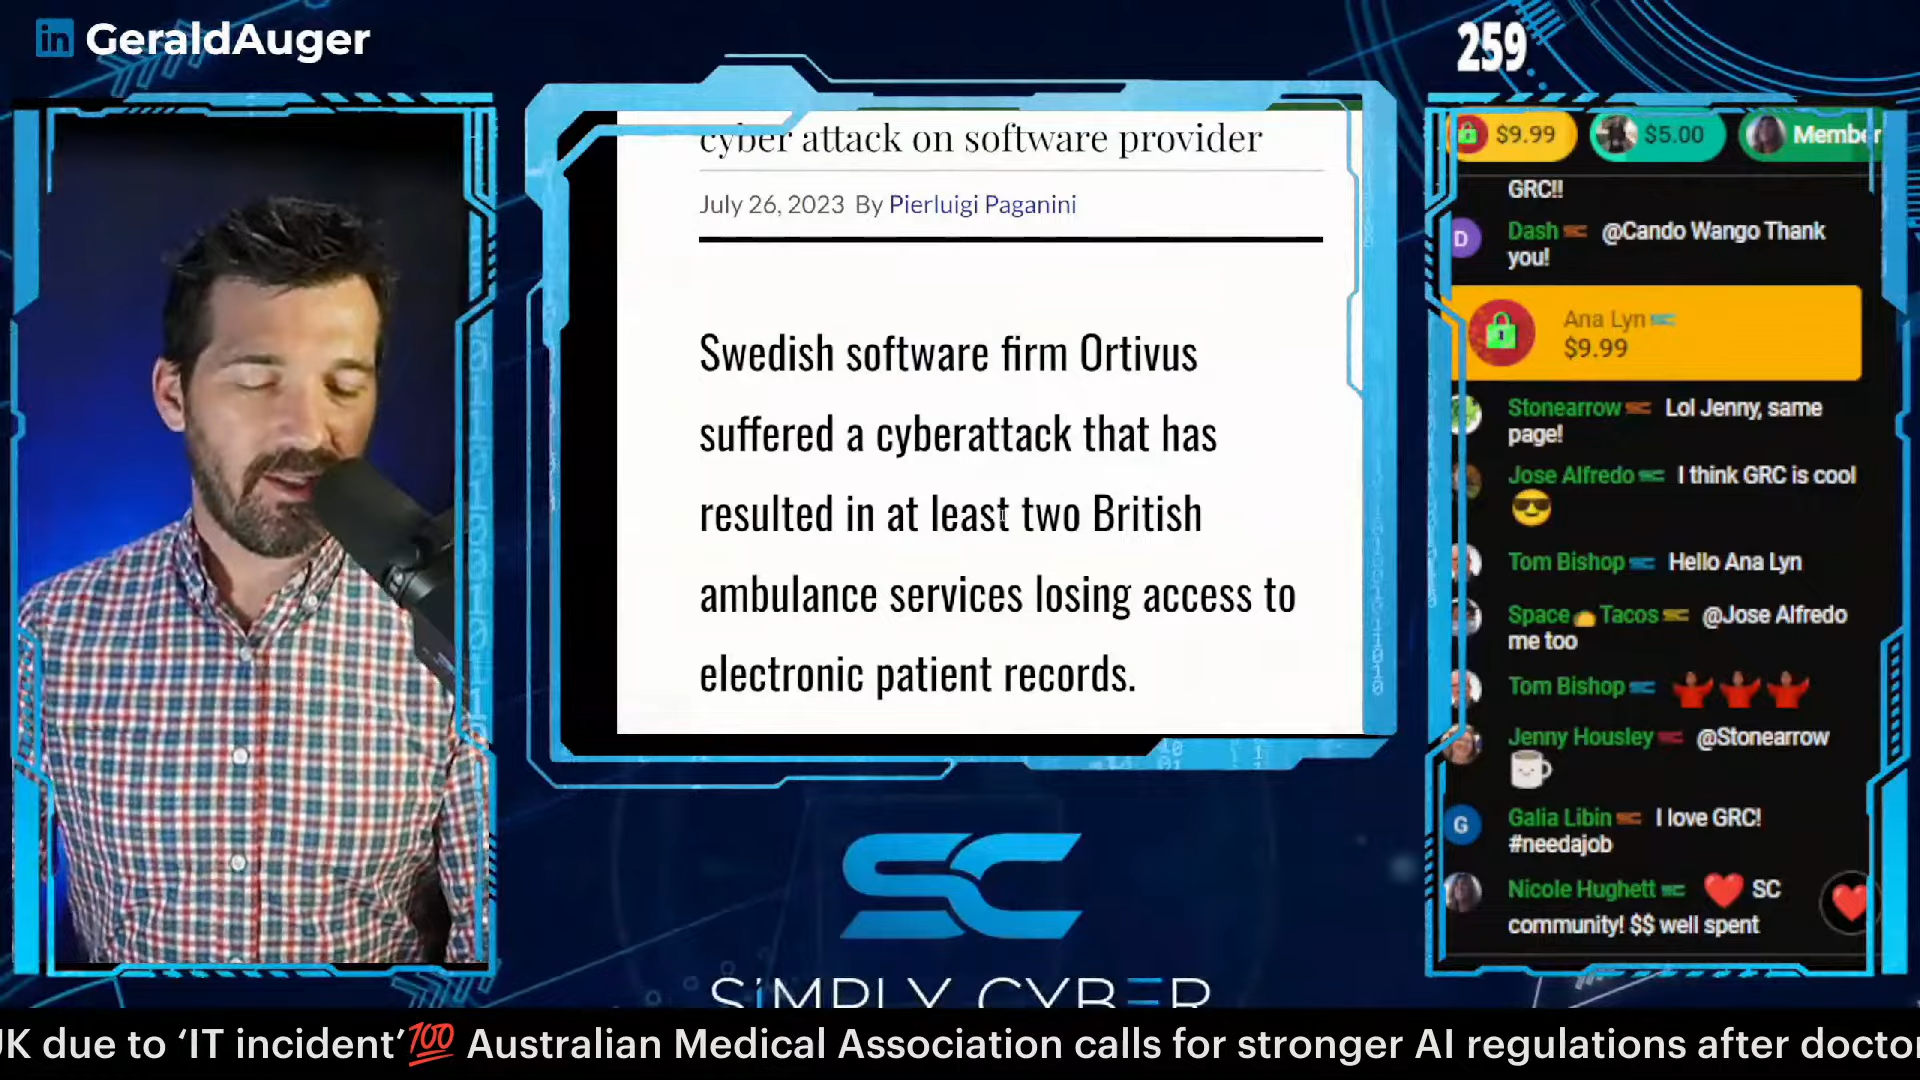 in GeraldAuger
259
cyber attack on software provider
July 26, 2023 By Pierluigi Paganini
Swedish software firm Ortivus
suffered a cyberattack that has
resulted in at least two British
ambulance services losing access to
electronic patient records.
SC
SiMPLY CYBER
$9.99
$5.00
Member
GRC!!
D Dash @Cando Wango Thank
you!
Ana Lyn
$9.99
Stonearrow Lol Jenny, same
page!
Jose Alfredo I think GRC is cool
😎
Tom Bishop Hello Ana Lyn
Space🌮Tacos @Jose Alfredo
me too
Tom Bishop
Jenny Housley @Stonearrow
G Galia Libin I love GRC!
#needajob
Nicole Hughett ❤️ SC
community! $$ well spent
UK due to ‘IT incident’💯 Australian Medical Association calls for stronger AI regulations after docto